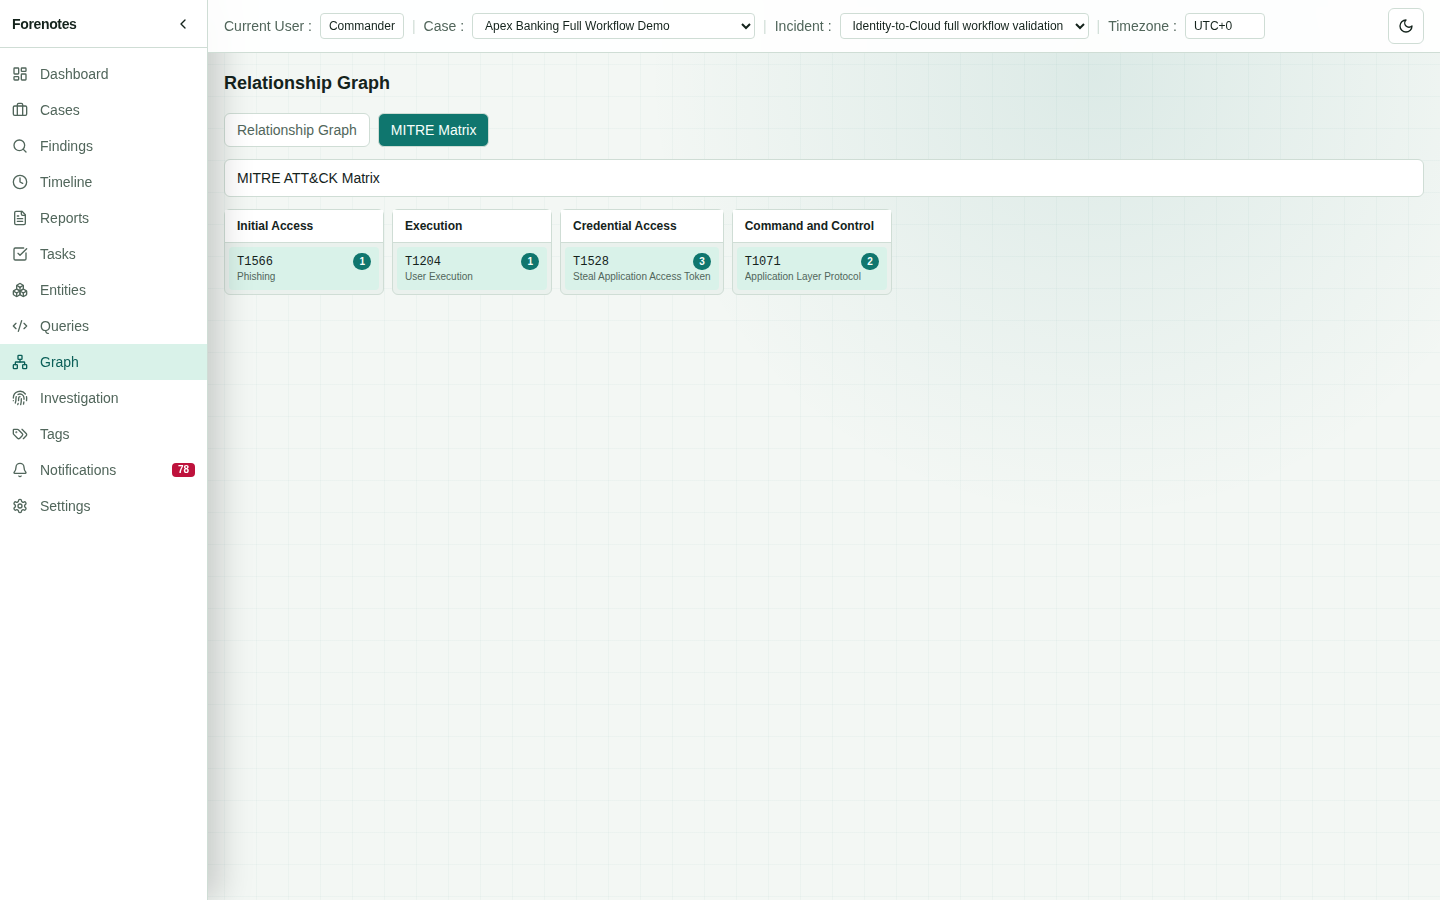 Forenotes
Current User : Commander | Case : Apex Banking Full Workflow Demo | Incident : Identity-to-Cloud full workflow validation | Timezone : UTC+0
Dashboard
Cases
Findings
Timeline
Reports
Tasks
Entities
Queries
Graph
Investigation
Tags
Notifications 78
Settings
Relationship Graph
Relationship Graph MITRE Matrix
MITRE ATT&CK Matrix
Initial Access
T1566 1
Phishing
Execution
T1204 1
User Execution
Credential Access
T1528 3
Steal Application Access Token
Command and Control
T1071 2
Application Layer Protocol